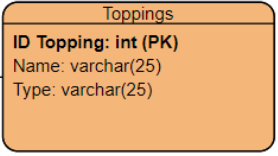 Toppings
ID Topping: int (PK)
Name: varchar(25)
Type: varchar(25)